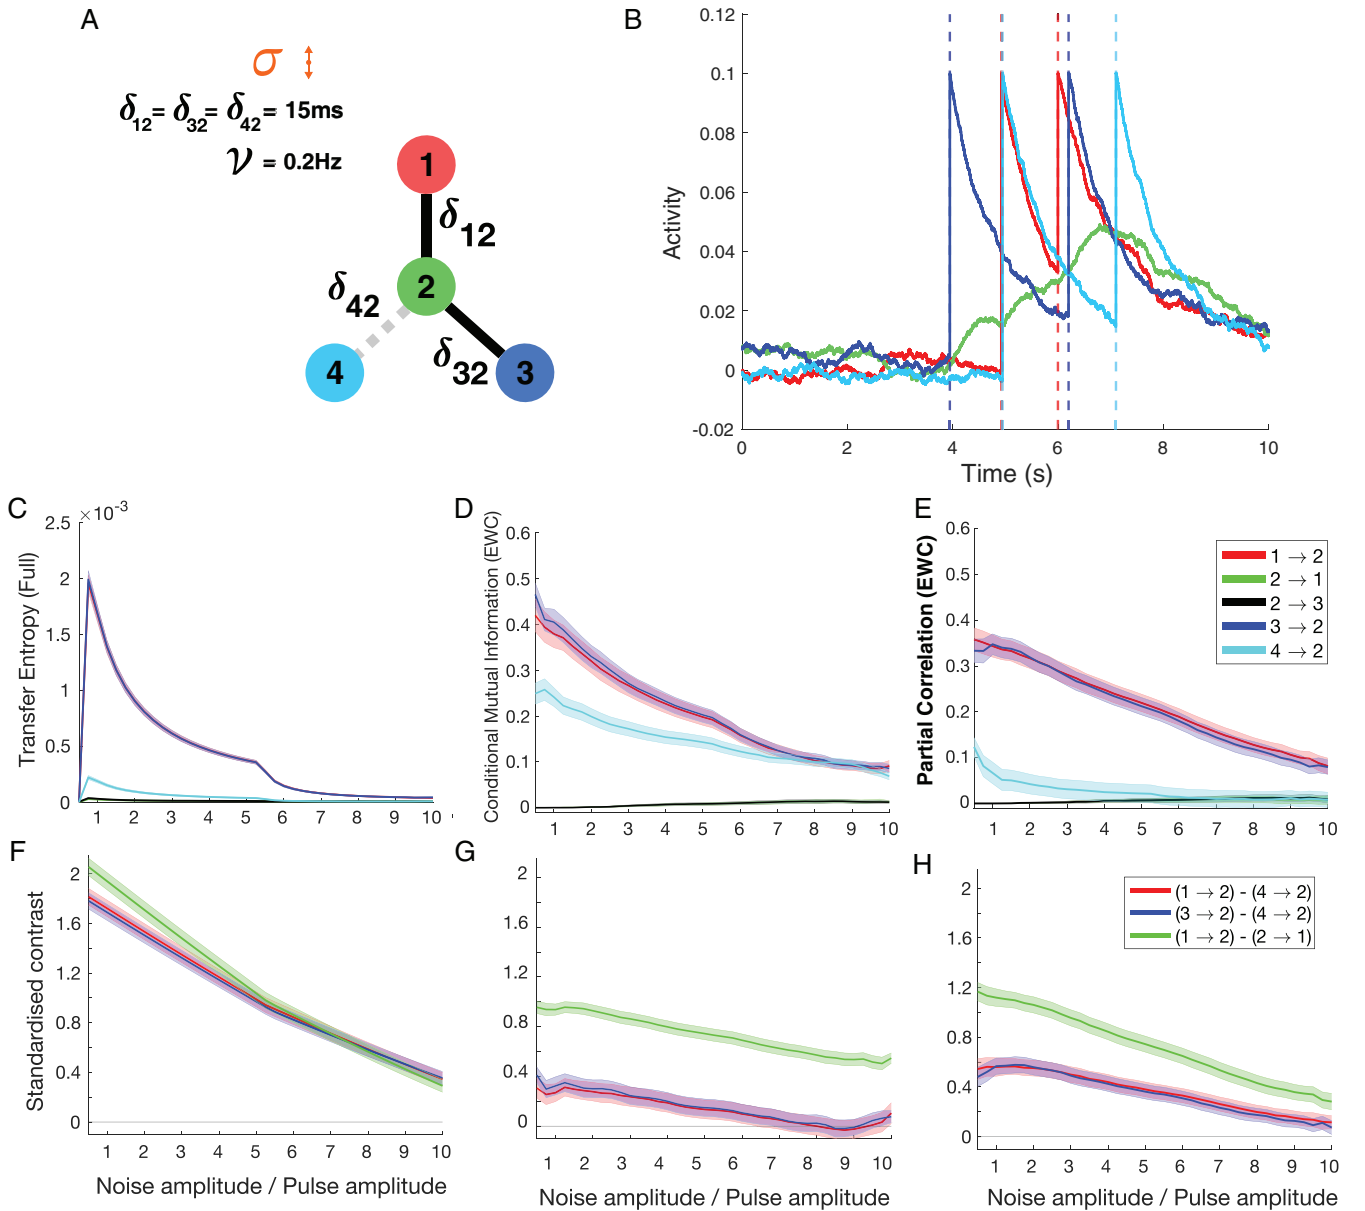 A
σ
δ12= δ32= δ42= 15ms
ν = 0.2Hz
1
δ12
2
δ42
δ32
4
3
B
0.12
0.1
0.08
0.06
0.04
0.02
0
-0.02
Activity
0 2 4 6 8 10
Time (s)
C
×10-3
2.5
2
1.5
1
0.5
0
Transfer Entropy (Full)
1 2 3 4 5 6 7 8 9 10
D
0.6
0.5
0.4
0.3
0.2
0.1
0
Conditional Mutual Information (EWC)
1 2 3 4 5 6 7 8 9 10
E
0.6
0.5
0.4
0.3
0.2
0.1
0
Partial Correlation (EWC)
1 → 2
2 → 1
2 → 3
3 → 2
4 → 2
1 2 3 4 5 6 7 8 9 10
F
2
1.6
1.2
0.8
0.4
0
Standardised contrast
1 2 3 4 5 6 7 8 9 10
Noise amplitude / Pulse amplitude
G
2
1.6
1.2
0.8
0.4
0
1 2 3 4 5 6 7 8 9 10
Noise amplitude / Pulse amplitude
H
2
1.6
1.2
0.8
0.4
0
(1 → 2) - (4 → 2)
(3 → 2) - (4 → 2)
(1 → 2) - (2 → 1)
1 2 3 4 5 6 7 8 9 10
Noise amplitude / Pulse amplitude